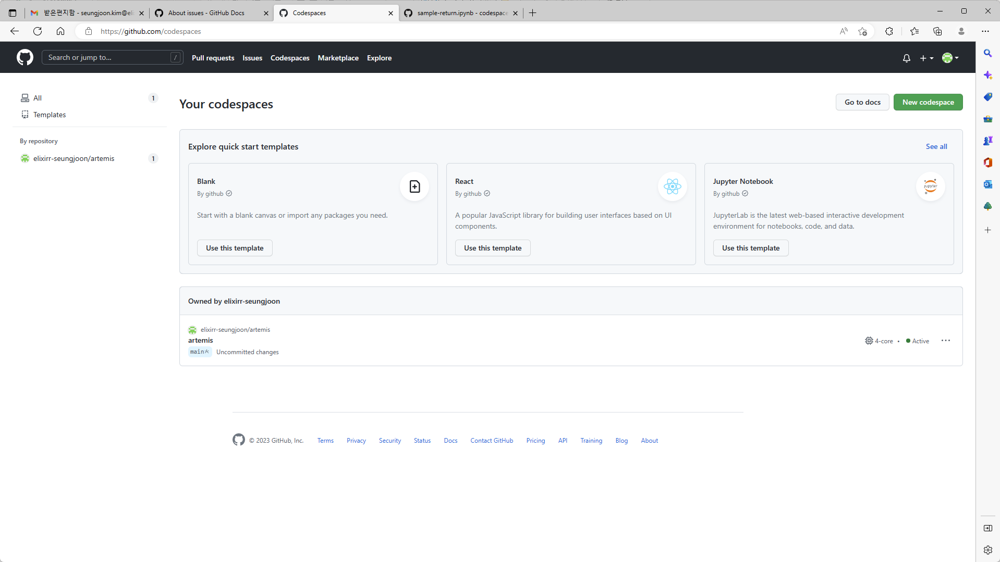 받은편지함 - seungjoon.kim@eli
About issues - GitHub Docs
Codespaces
sample-return.ipynb - codespace
https://github.com/codespaces
Search or jump to... /
Pull requests Issues Codespaces Marketplace Explore
All 1
Templates
By repository
elixirr-seungjoon/artemis 1
Your codespaces
Go to docs
New codespace
Explore quick start templates
See all
Blank
By github
Start with a blank canvas or import any packages you need.
Use this template
React
By github
A popular JavaScript library for building user interfaces based on UI
components.
Use this template
Jupyter Notebook
By github
jupyter
JupyterLab is the latest web-based interactive development
environment for notebooks, code, and data.
Use this template
Owned by elixirr-seungjoon
elixirr-seungjoon/artemis
artemis
main* Uncommitted changes
4-core • Active
© 2023 GitHub, Inc. Terms Privacy Security Status Docs Contact GitHub Pricing API Training Blog About